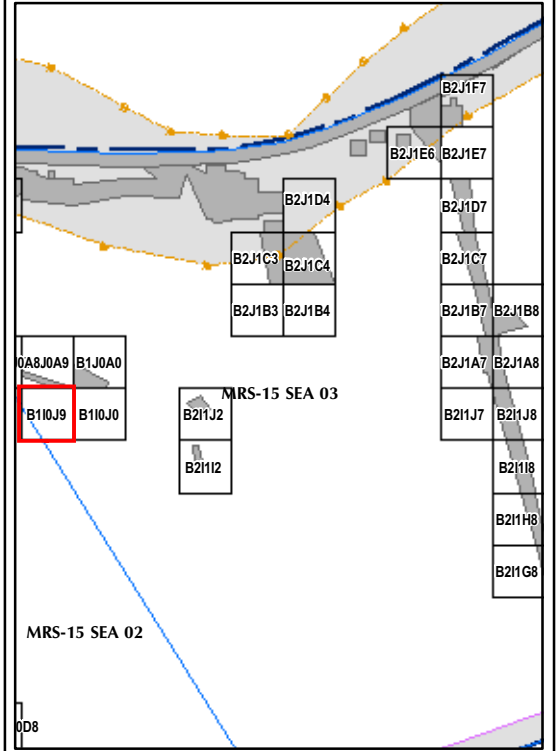 B2J1F7
B2J1E6 B2J1E7
B2J1D4 B2J1D7
B2J1C3 B2J1C4 B2J1C7
B2J1B3 B2J1B4 B2J1B7 B2J1B8
J0A8J0A9 B1J0A0 B2J1A7 B2J1A8
MRS-15 SEA 03
B1I0J9 B1I0J0 B2I1J2 B2I1J7 B2I1J8
B2I1I2 B2I1I8
B2I1H8
B2I1G8
MRS-15 SEA 02
0D8